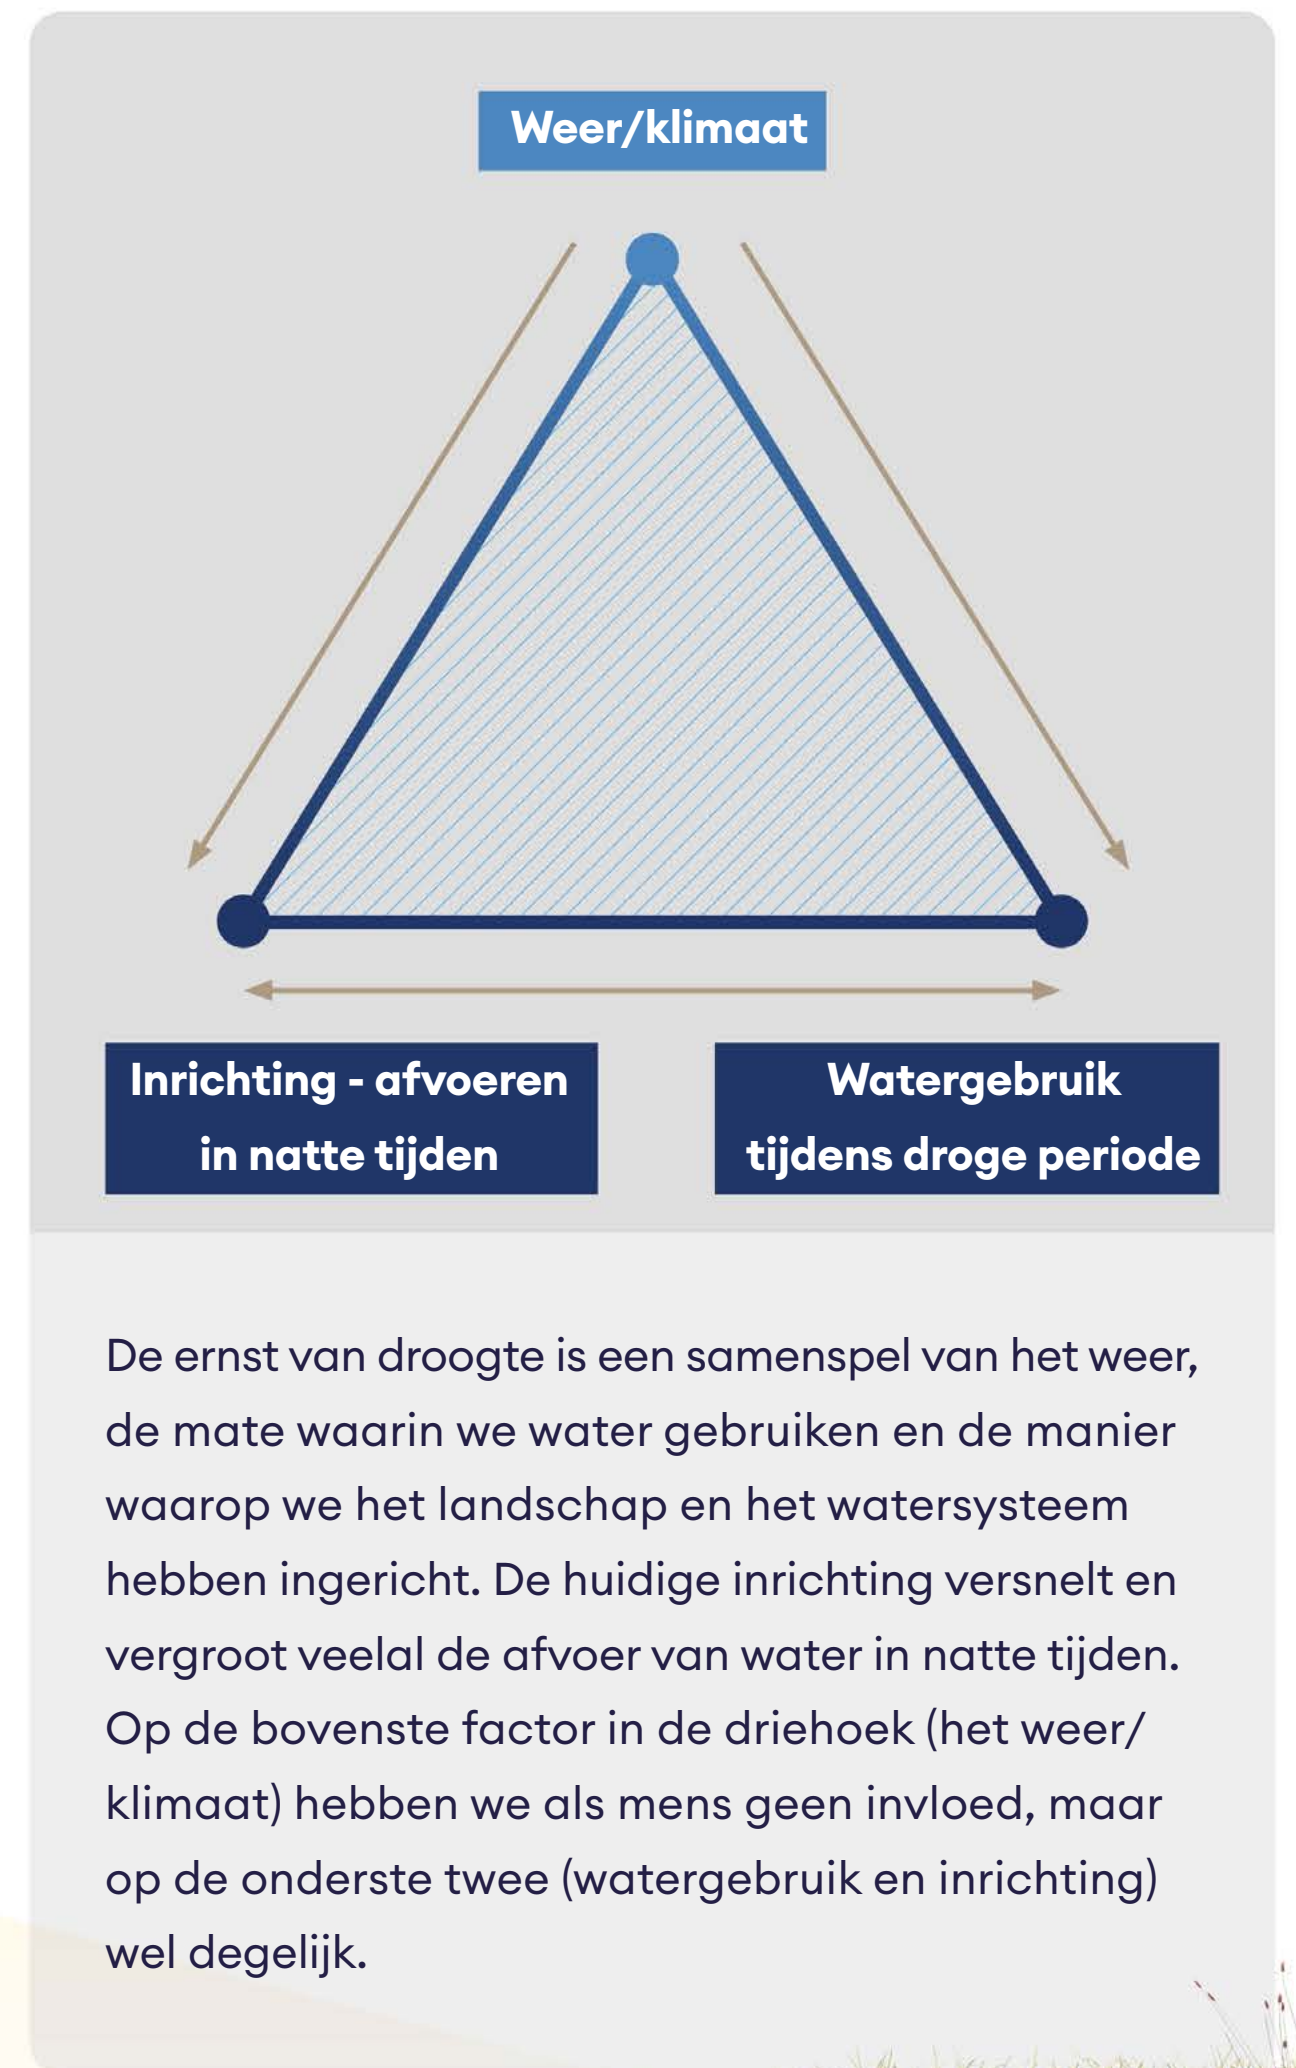 Weer/klimaat
Inrichting - afvoeren
in natte tijden
Watergebruik
tijdens droge periode
De ernst van droogte is een samenspel van het weer,
de mate waarin we water gebruiken en de manier
waarop we het landschap en het watersysteem
hebben ingericht. De huidige inrichting versnelt en
vergroot veelal de afvoer van water in natte tijden.
Op de bovenste factor in de driehoek (het weer/
klimaat) hebben we als mens geen invloed, maar
op de onderste twee (watergebruik en inrichting)
wel degelijk.